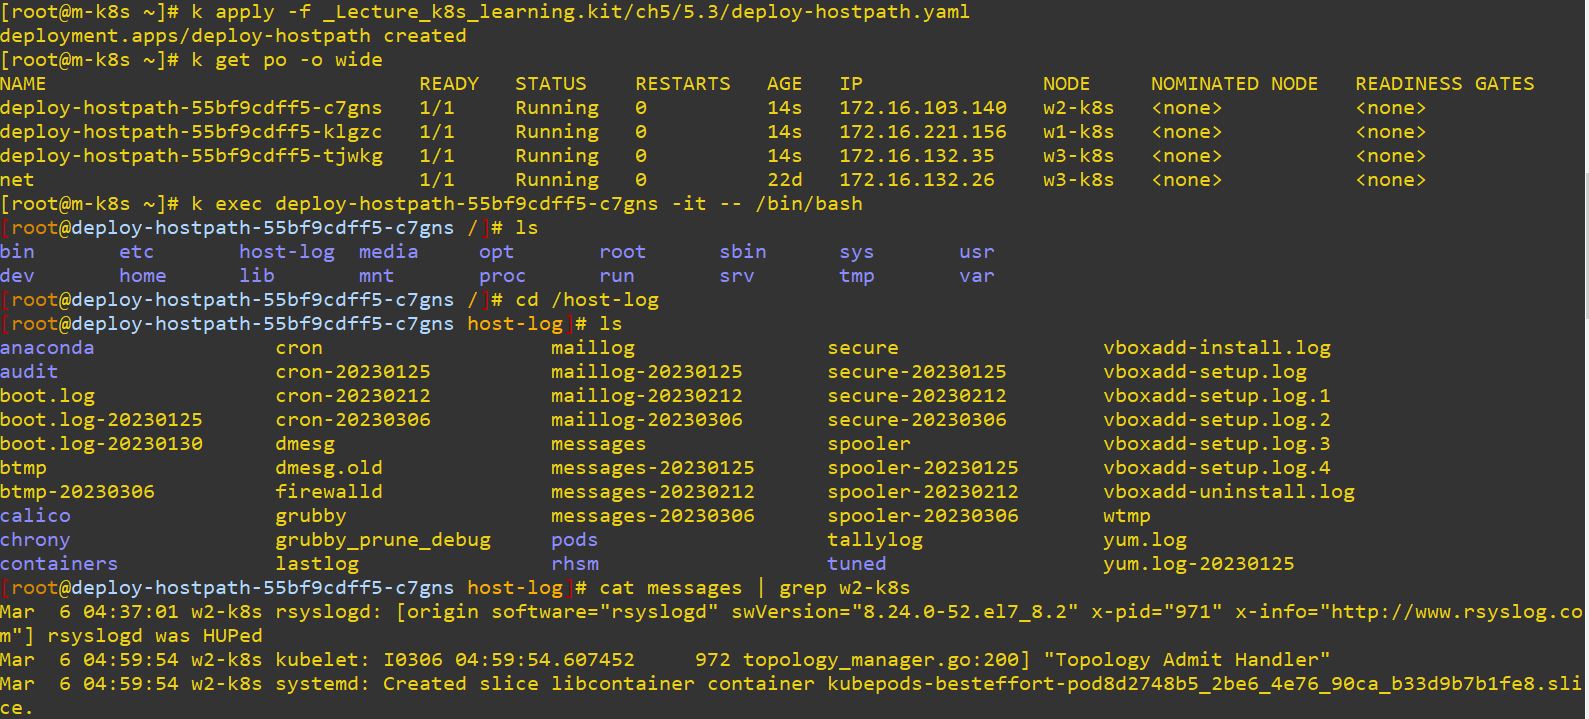 [root@m-k8s ~]# k apply -f _Lecture_k8s_learning.kit/ch5/5.3/deploy-hostpath.yaml
deployment.apps/deploy-hostpath created
[root@m-k8s ~]# k get po -o wide
NAME                               READY   STATUS    RESTARTS   AGE   IP               NODE     NOMINATED NODE   READINESS GATES
deploy-hostpath-55bf9cdff5-c7gns   1/1     Running   0          14s   172.16.103.140   w2-k8s   <none>           <none>
deploy-hostpath-55bf9cdff5-klgzc   1/1     Running   0          14s   172.16.221.156   w1-k8s   <none>           <none>
deploy-hostpath-55bf9cdff5-tjwkg   1/1     Running   0          14s   172.16.132.35    w3-k8s   <none>           <none>
net                                1/1     Running   0          22d   172.16.132.26    w3-k8s   <none>           <none>
[root@m-k8s ~]# k exec deploy-hostpath-55bf9cdff5-c7gns -it -- /bin/bash
[root@deploy-hostpath-55bf9cdff5-c7gns /]# ls
bin       etc       host-log  media     opt       root      sbin      sys       usr
dev       home      lib       mnt       proc      run       srv       tmp       var
[root@deploy-hostpath-55bf9cdff5-c7gns /]# cd /host-log
[root@deploy-hostpath-55bf9cdff5-c7gns host-log]# ls
anaconda               cron                   maillog                secure                 vboxadd-install.log
audit                  cron-20230125          maillog-20230125       secure-20230125        vboxadd-setup.log
boot.log               cron-20230212          maillog-20230212       secure-20230212        vboxadd-setup.log.1
boot.log-20230125      cron-20230306          maillog-20230306       secure-20230306        vboxadd-setup.log.2
boot.log-20230130      dmesg                  messages               spooler                vboxadd-setup.log.3
btmp                   dmesg.old              messages-20230125      spooler-20230125       vboxadd-setup.log.4
btmp-20230306          firewalld              messages-20230212      spooler-20230212       vboxadd-uninstall.log
calico                 grubby                 messages-20230306      spooler-20230306       wtmp
chrony                 grubby_prune_debug     pods                   tallylog               yum.log
containers             lastlog                rhsm                   tuned                  yum.log-20230125
[root@deploy-hostpath-55bf9cdff5-c7gns host-log]# cat messages | grep w2-k8s
Mar  6 04:37:01 w2-k8s rsyslogd: [origin software="rsyslogd" swVersion="8.24.0-52.el7_8.2" x-pid="971" x-info="http://www.rsyslog.co
m"] rsyslogd was HUPed
Mar  6 04:59:54 w2-k8s kubelet: I0306 04:59:54.607452     972 topology_manager.go:200] "Topology Admit Handler"
Mar  6 04:59:54 w2-k8s systemd: Created slice libcontainer container kubepods-besteffort-pod8d2748b5_2be6_4e76_90ca_b33d9b7b1fe8.sli
ce.